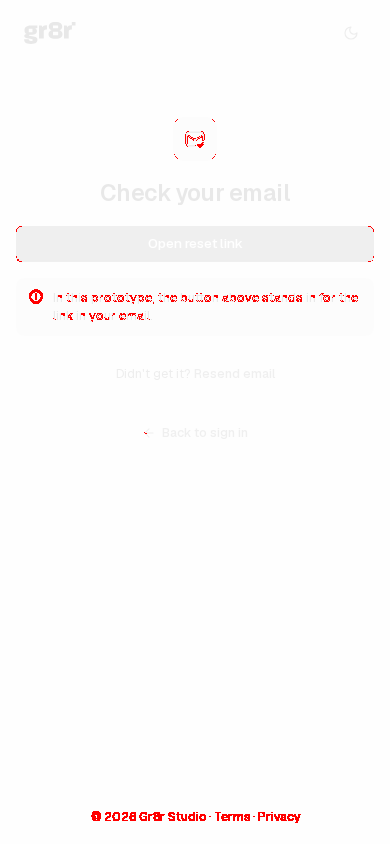 gr8r
Check your email
Open reset link
In this prototype, the button above stands in for the
link in your email.
Didn't get it? Resend email
Back to sign in
© 2026 Gr8r Studio · Terms · Privacy